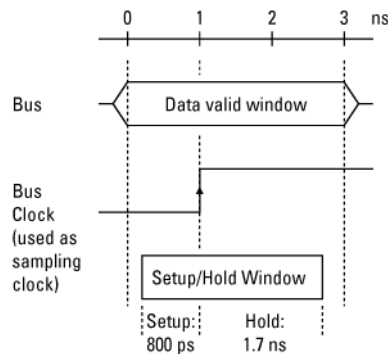 0 1 2 3 ns
Bus
Data valid window
Bus
Clock
(used as
sampling
clock)
Setup/Hold Window
Setup: Hold:
800 ps 1.7 ns